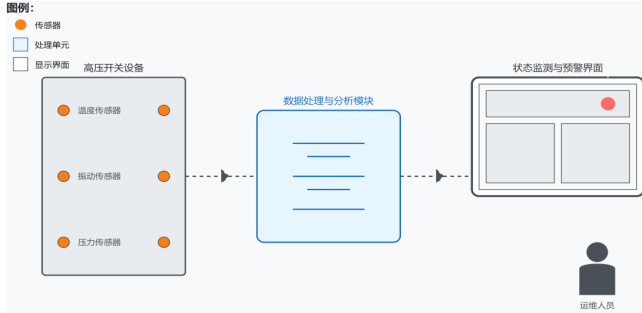 图例:
传感器
处理单元
显示界面
高压开关设备
状态监测与预警界面
数据处理与分析模块
温度传感器
振动传感器
压力传感器
运维人员